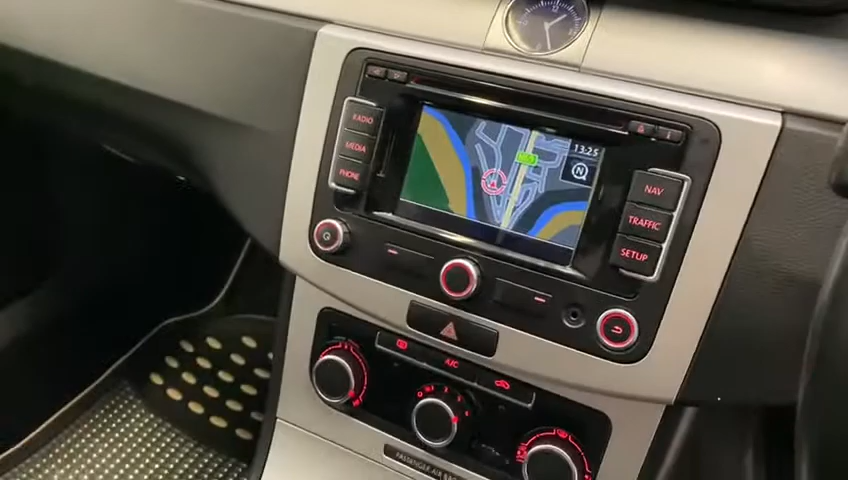 RADIO
MEDIA
PHONE
13:25
N
NAV
TRAFFIC
SETUP
A/C
PASSENGER AIR BAG